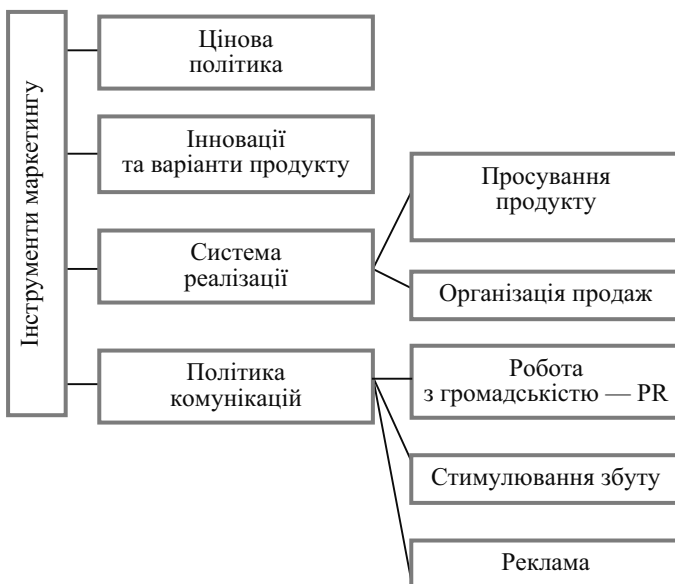 Інструменти маркетингу
Цінова
політика
Інновації
та варіанти продукту
Система
реалізації
Політика
комунікацій
Просування
продукту
Організація продаж
Робота
з громадськістю — PR
Стимулювання збуту
Реклама